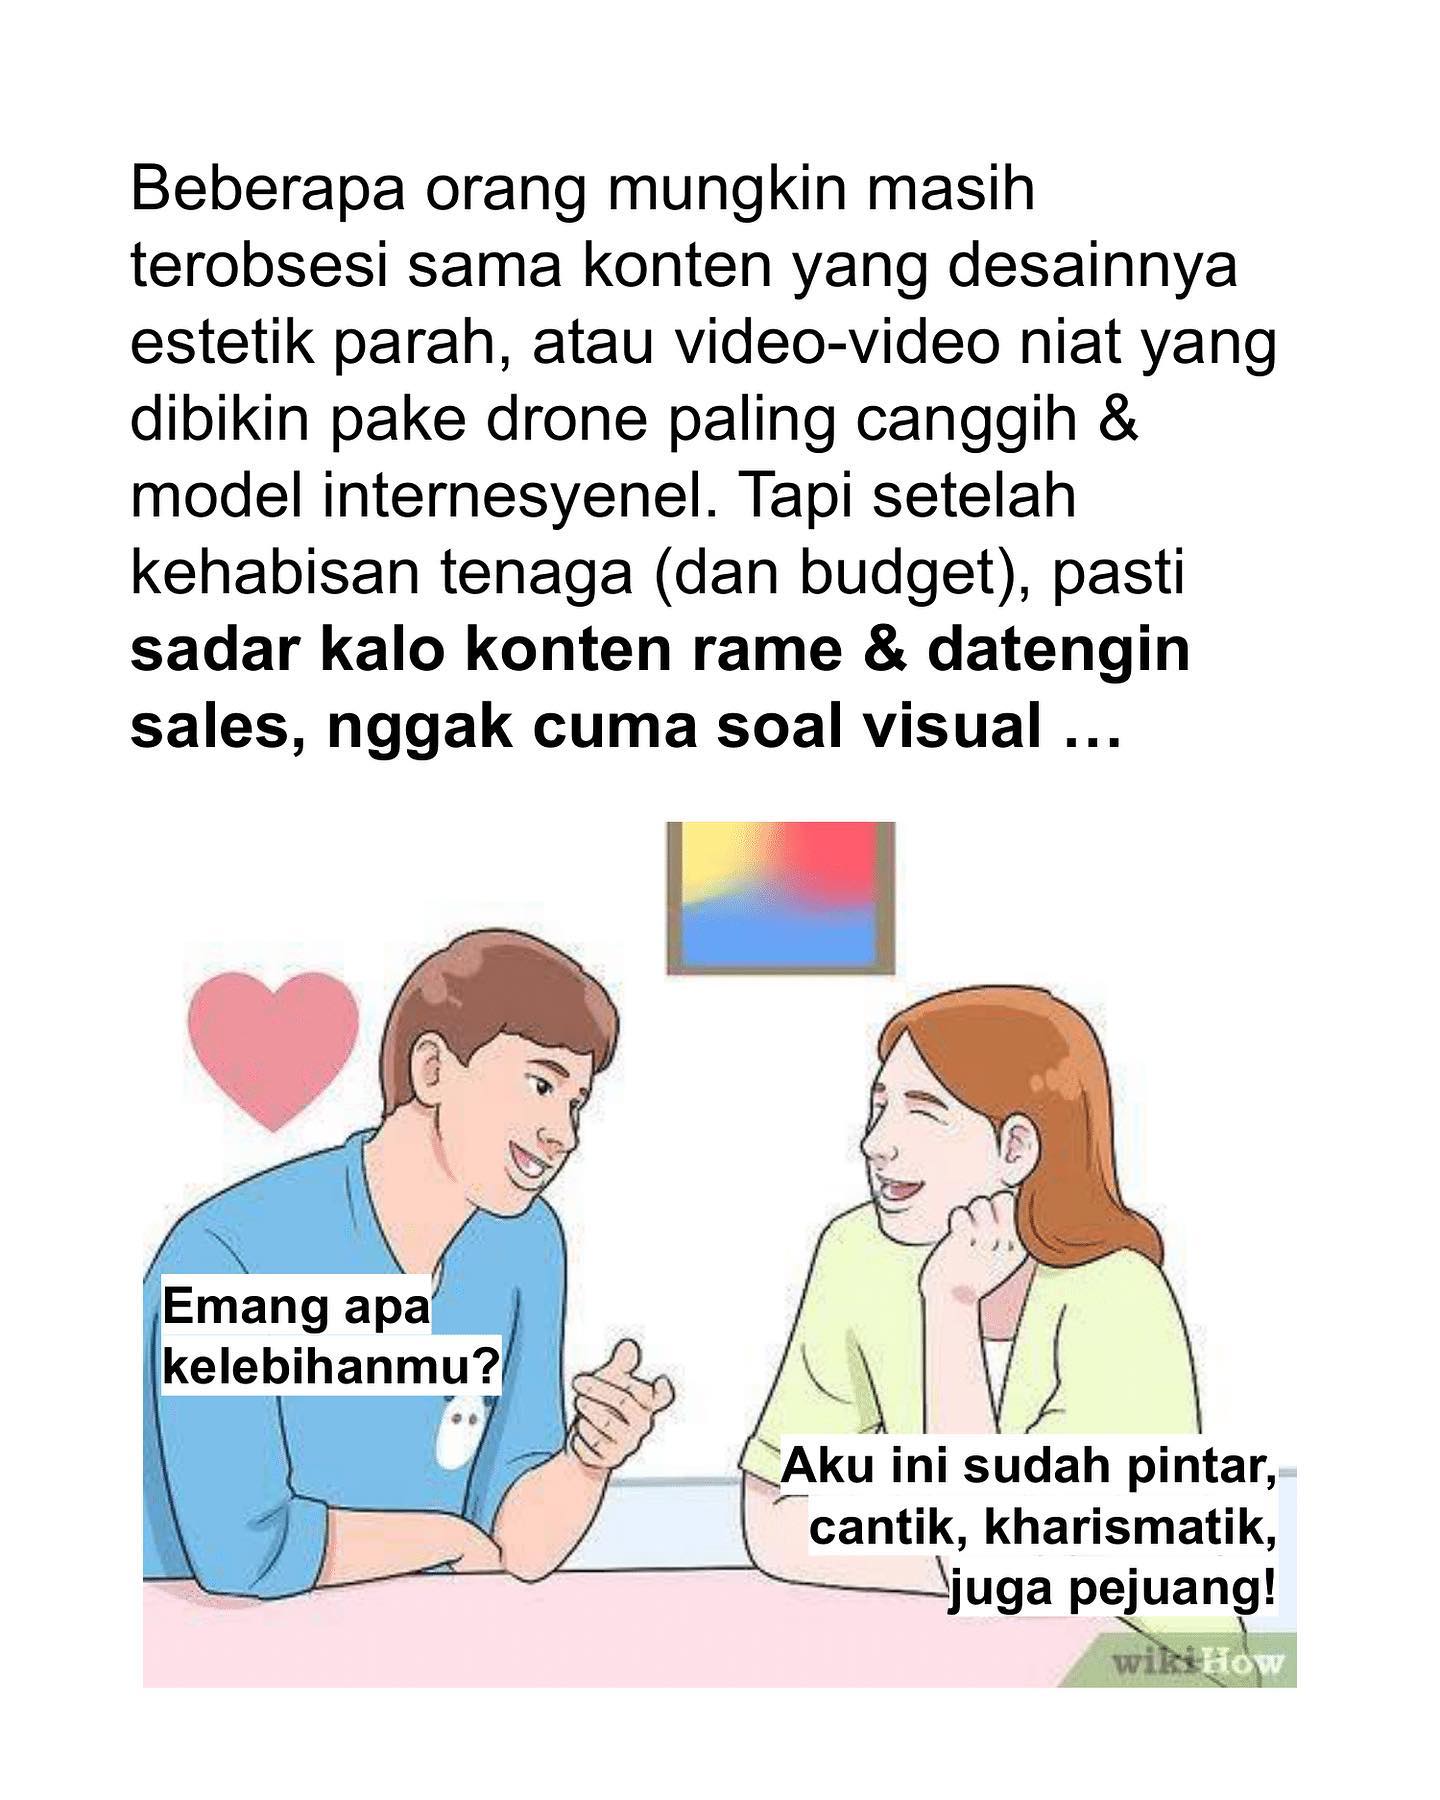 Beberapa orang mungkin masih
terobsesi sama konten yang desainnya
estetik parah, atau video-video niat yang
dibikin pake drone paling canggih &
model internesyenel. Tapi setelah
kehabisan tenaga (dan budget), pasti
sadar kalo konten rame & datengin
sales, nggak cuma soal visual ...
Emang apa
kelebihanmu?
Aku ini sudah pintar,
cantik, kharismatik,
juga pejuang!
wikiHow